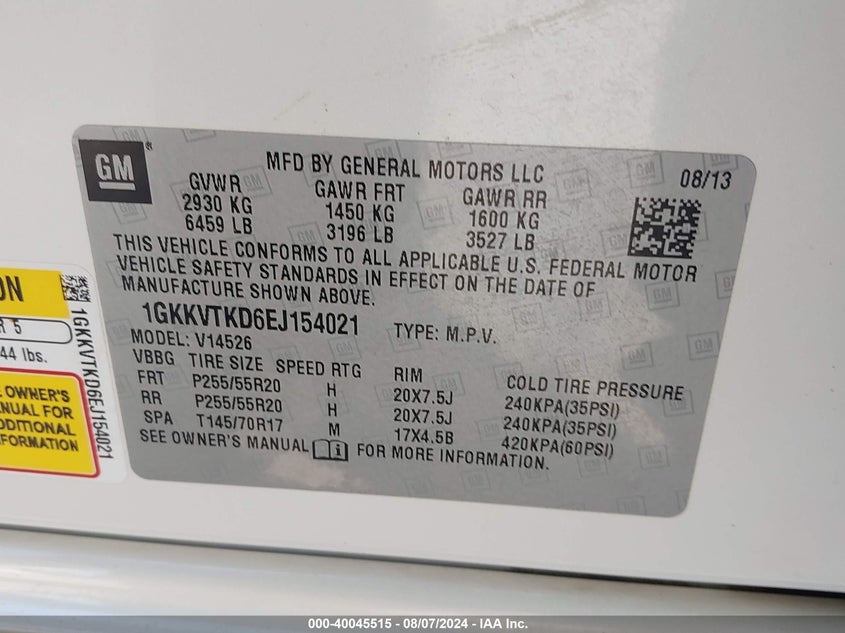 GM
MFD BY GENERAL MOTORS LLC
08/13
GVWR GAWR FRT GAWR RR
2930 KG 1450 KG 1600 KG
6459 LB 3196 LB 3527 LB
THIS VEHICLE CONFORMS TO ALL APPLICABLE U.S. FEDERAL MOTOR
VEHICLE SAFETY STANDARDS IN EFFECT ON THE DATE OF
MANUFACTURE SHOWN ABOVE.
1GKKVTKD6EJ154021 TYPE: M.P.V.
MODEL: V14526
VBBG TIRE SIZE SPEED RTG RIM COLD TIRE PRESSURE
FRT P255/55R20 H 20X7.5J 240KPA(35PSI)
RR P255/55R20 H 20X7.5J 240KPA(35PSI)
SPA T145/70R17 M 17X4.5B 420KPA(60PSI)
SEE OWNER'S MANUAL FOR MORE INFORMATION.
ON
R 5
44 lbs.
OWNER'S
MANUAL FOR
ADDITIONAL
INFORMATION
1GKKVTKD6EJ154021
000-40045515 - 08/07/2024 - IAA Inc.